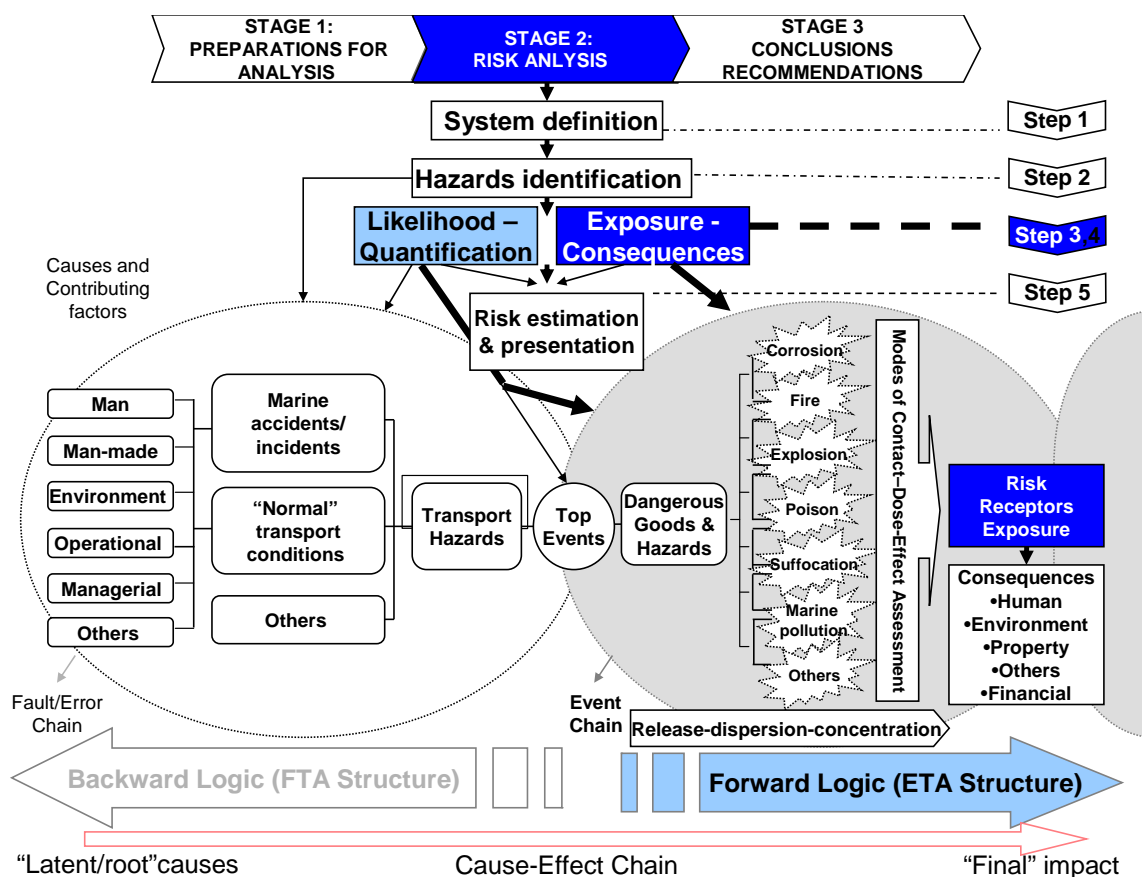 STAGE 1:
PREPARATIONS FOR
ANALYSIS
STAGE 2:
RISK ANLYSIS
STAGE 3
CONCLUSIONS
RECOMMENDATIONS
System definition
Step 1
Hazards identification
Step 2
Likelihood –
Quantification
Exposure -
Consequences
Step 3,4
Causes and
Contributing
factors
Risk estimation
& presentation
Step 5
Man
Man-made
Environment
Operational
Managerial
Others
Marine
accidents/
incidents
“Normal”
transport
conditions
Others
Transport
Hazards
Top
Events
Dangerous
Goods &
Hazards
Corrosion
Fire
Explosion
Poison
Suffocation
Marine
pollution
Others
Modes of Contact–Dose-Effect Assessment
Risk
Receptors
Exposure
Consequences
•Human
•Environment
•Property
•Others
•Financial
Fault/Error
Chain
Event
Chain
Release-dispersion-concentration
Backward Logic (FTA Structure)
Forward Logic (ETA Structure)
“Latent/root”causes
Cause-Effect Chain
“Final” impact